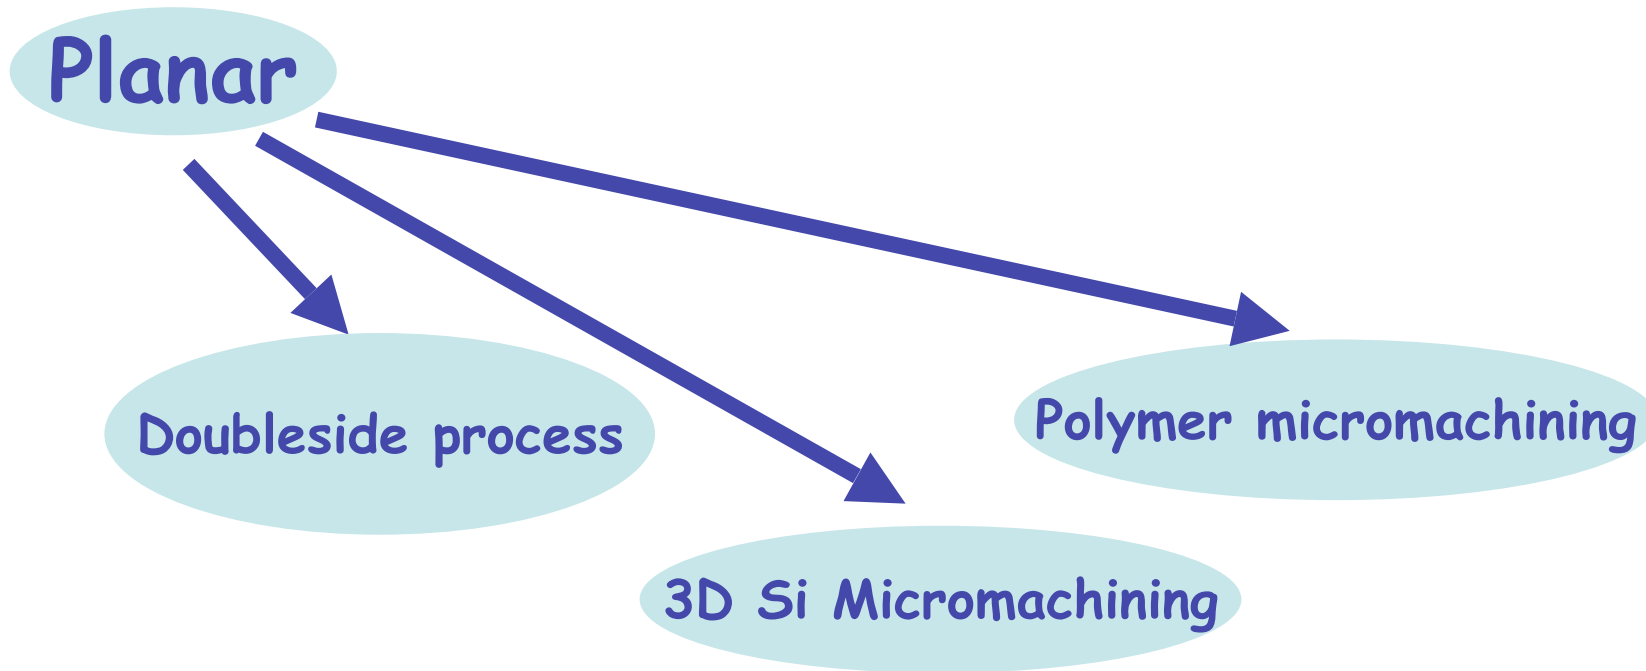 Planar
Doubleside process
Polymer micromachining
3D Si Micromachining